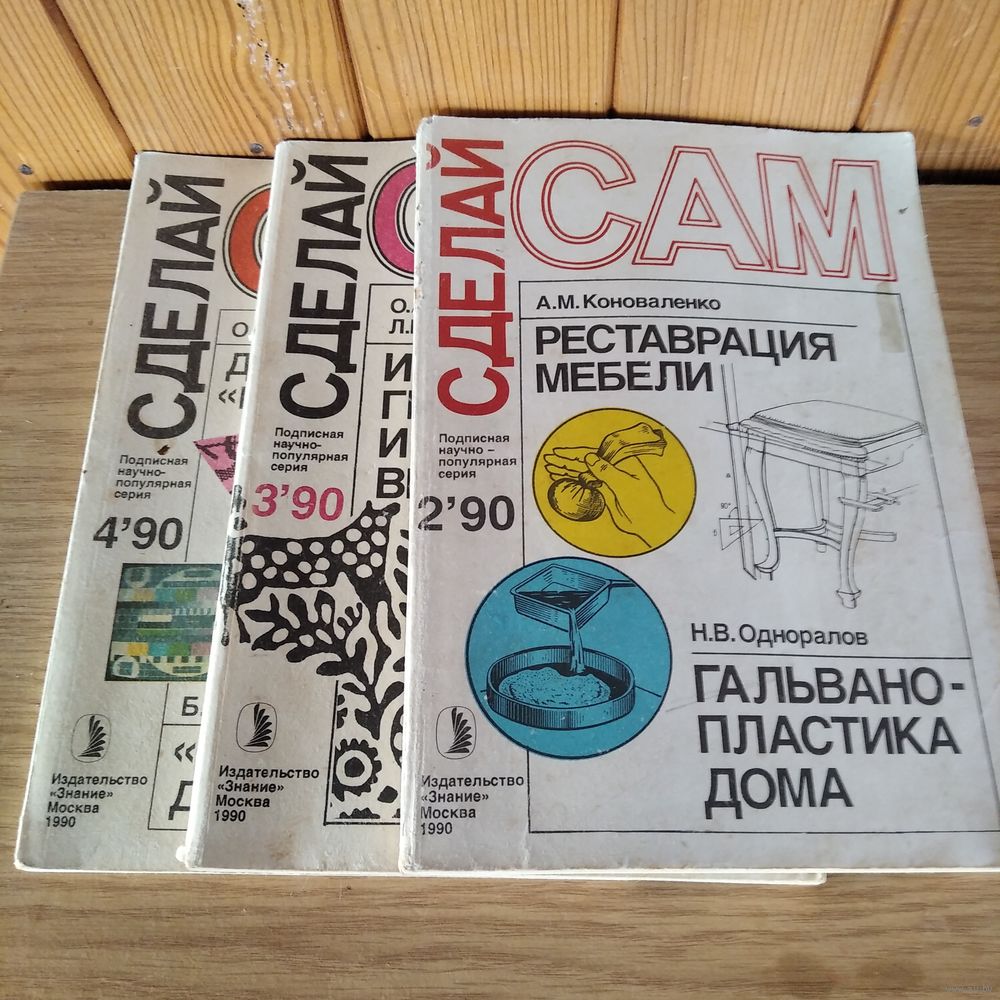 СДЕЛАЙ
Подписная
научно-
популярная
серия
4'90
Издательство
«Знание»
Москва
1990
СДЕЛАЙ
Подписная
научно-
популярная
серия
3'90
Издательство
«Знание»
Москва
1990
СДЕЛАЙ
САМ
А.М. Коноваленко
РЕСТАВРАЦИЯ
МЕБЕЛИ
Подписная
научно –
популярная
серия
2'90
Н.В. Одноралов
ГАЛЬВАНО-
ПЛАСТИКА
ДОМА
Издательство
«Знание»
Москва
1990